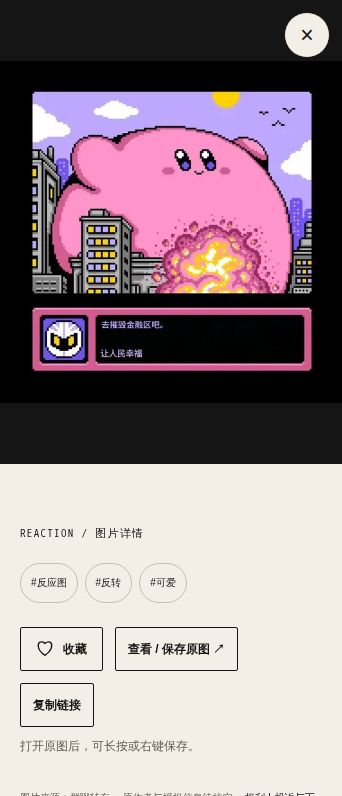 ×
去摧毁金融区吧。
让人民幸福
REACTION / 图片详情
#反应图
#反转
#可爱
收藏
查看 / 保存原图 ↗
复制链接
打开原图后，可长按或右键保存。